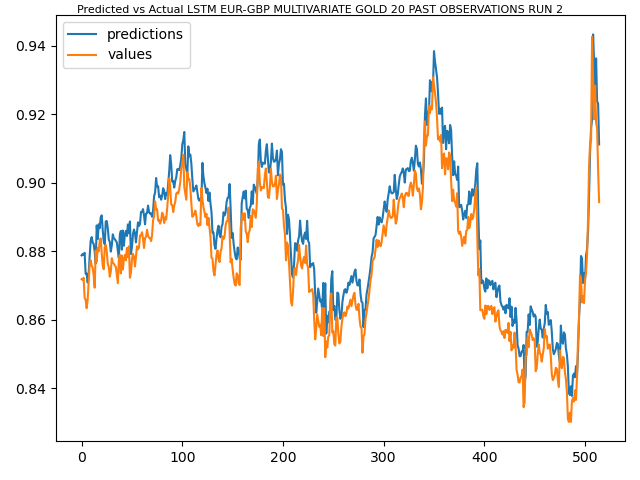 Predicted vs Actual LSTM EUR-GBP MULTIVARIATE GOLD 20 PAST OBSERVATIONS RUN 2
predictions
values
0.94
0.92
0.90
0.88
0.86
0.84
0 100 200 300 400 500